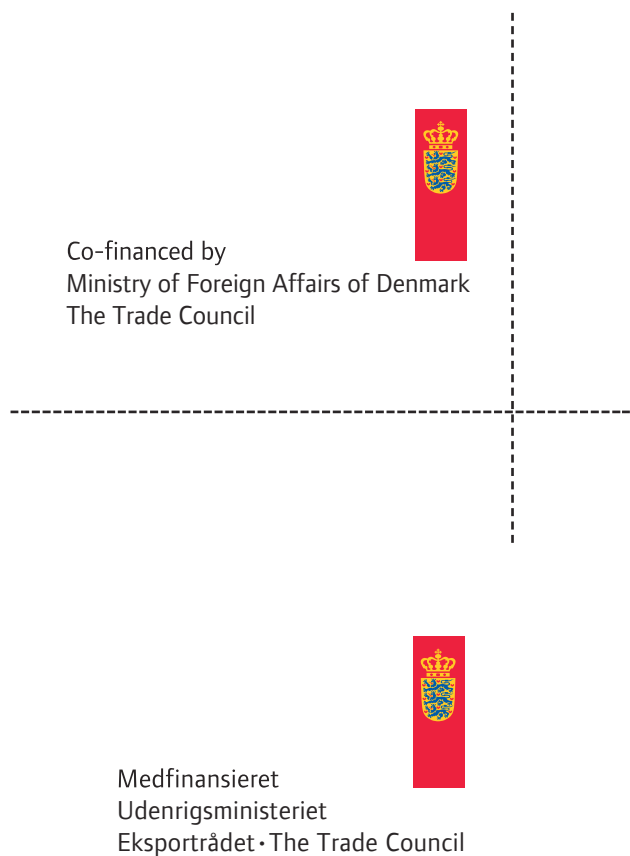 Co-financed by
Ministry of Foreign Affairs of Denmark
The Trade Council
Medfinansieret
Udenrigsministeriet
Eksportrådet · The Trade Council